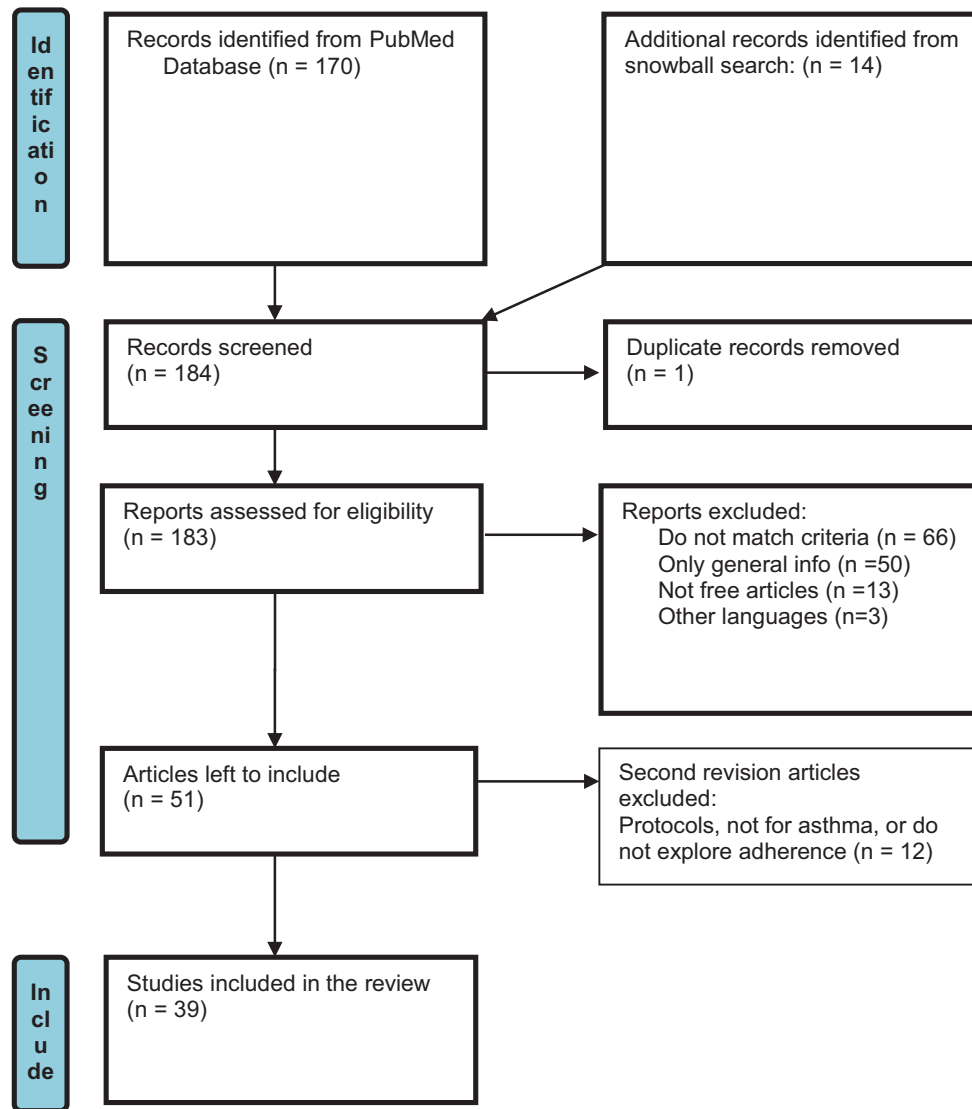 Id
en
tif
ic
ati
o
n
Records identified from PubMed
Database (n = 170)
Additional records identified from
snowball search: (n = 14)
S
cr
ee
ni
n
g
Records screened
(n = 184)
Duplicate records removed
(n = 1)
Reports assessed for eligibility
(n = 183)
Reports excluded:
Do not match criteria (n = 66)
Only general info (n =50)
Not free articles (n =13)
Other languages (n=3)
Articles left to include
(n = 51)
Second revision articles
excluded:
Protocols, not for asthma, or do
not explore adherence (n = 12)
In
cl
u
de
Studies included in the review
(n = 39)